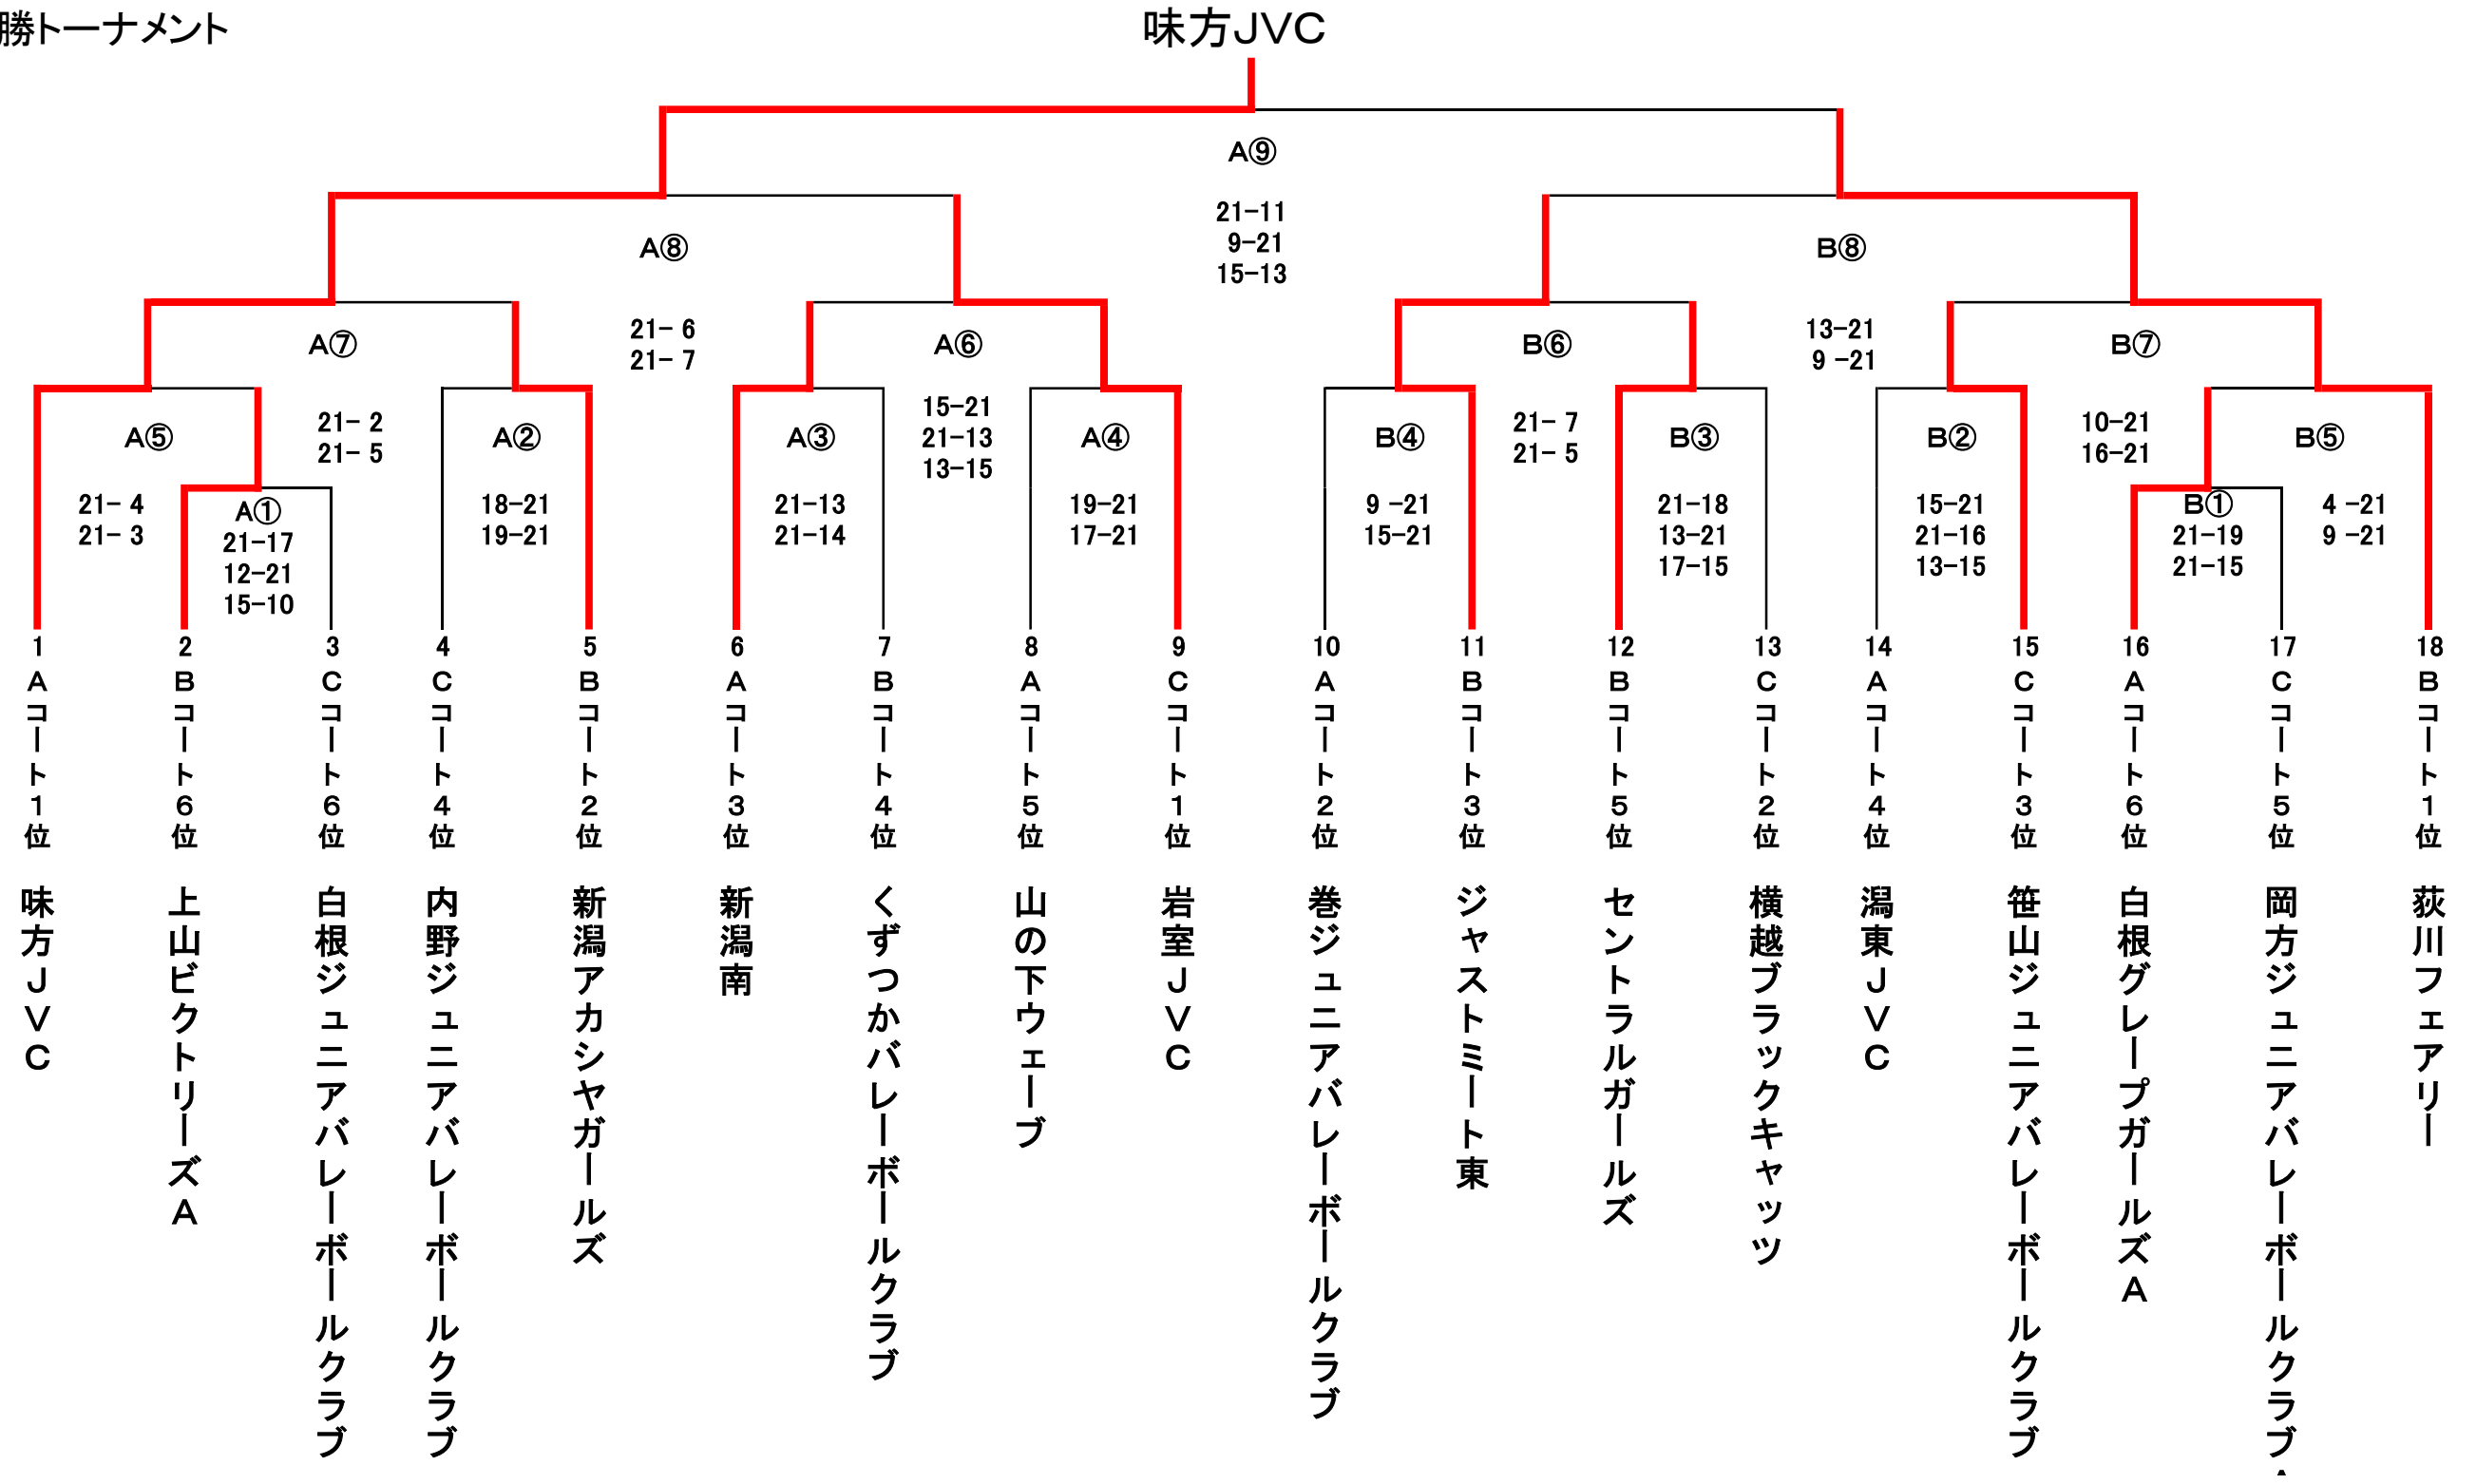 勝トーナメント
味方JVC
A⑨
21－11
9－21
15－13
A⑧
21－ 6
21－ 7
B⑧
13－21
9 －21
A⑦
21－ 2
21－ 5
A⑥
15－21
21－13
13－15
B⑥
21－ 7
21－ 5
B⑦
10－21
16－21
A⑤
21－ 4
21－ 3
A①
21－17
12－21
15－10
A②
18－21
19－21
A③
21－13
21－14
A④
19－21
17－21
B④
9 －21
15－21
B③
21－18
13－21
17－15
B②
15－21
21－16
13－15
B①
21－19
21－15
B⑤
4 －21
9 －21
1 Aコート1位 味方JVC
2 Bコート6位 上山ビクトリーズA
3 Cコート6位 白根ジュニアバレーボールクラブ
4 Cコート4位 内野ジュニアバレーボールクラブ
5 Bコート2位 新潟アカシヤガールズ
6 Aコート3位 新潟南
7 Bコート4位 くずつかバレーボールクラブ
8 Aコート5位 山の下ウェーブ
9 Cコート1位 岩室JVC
10 Aコート2位 巻ジュニアバレーボールクラブ
11 Bコート3位 ジャストミート東
12 Bコート5位 セントラルガールズ
13 Cコート2位 横越ブラックキャッツ
14 Aコート4位 潟東JVC
15 Cコート3位 笹山ジュニアバレーボールクラブ
16 Aコート6位 白根グレープガールズA
17 Cコート5位 岡方ジュニアバレーボールクラブ
18 Bコート1位 荻川フェアリー